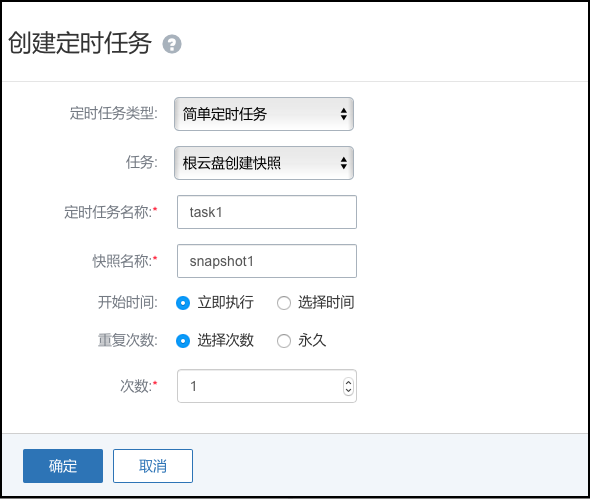 创建定时任务 ?
定时任务类型: 简单定时任务
任务: 根云盘创建快照
定时任务名称:* task1
快照名称:* snapshot1
开始时间: 立即执行 选择时间
重复次数: 选择次数 永久
次数:* 1
确定 取消